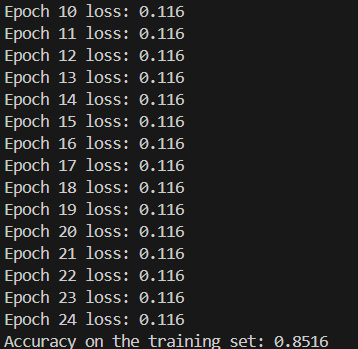 Epoch 10 loss: 0.116
Epoch 11 loss: 0.116
Epoch 12 loss: 0.116
Epoch 13 loss: 0.116
Epoch 14 loss: 0.116
Epoch 15 loss: 0.116
Epoch 16 loss: 0.116
Epoch 17 loss: 0.116
Epoch 18 loss: 0.116
Epoch 19 loss: 0.116
Epoch 20 loss: 0.116
Epoch 21 loss: 0.116
Epoch 22 loss: 0.116
Epoch 23 loss: 0.116
Epoch 24 loss: 0.116
Accuracy on the training set: 0.8516